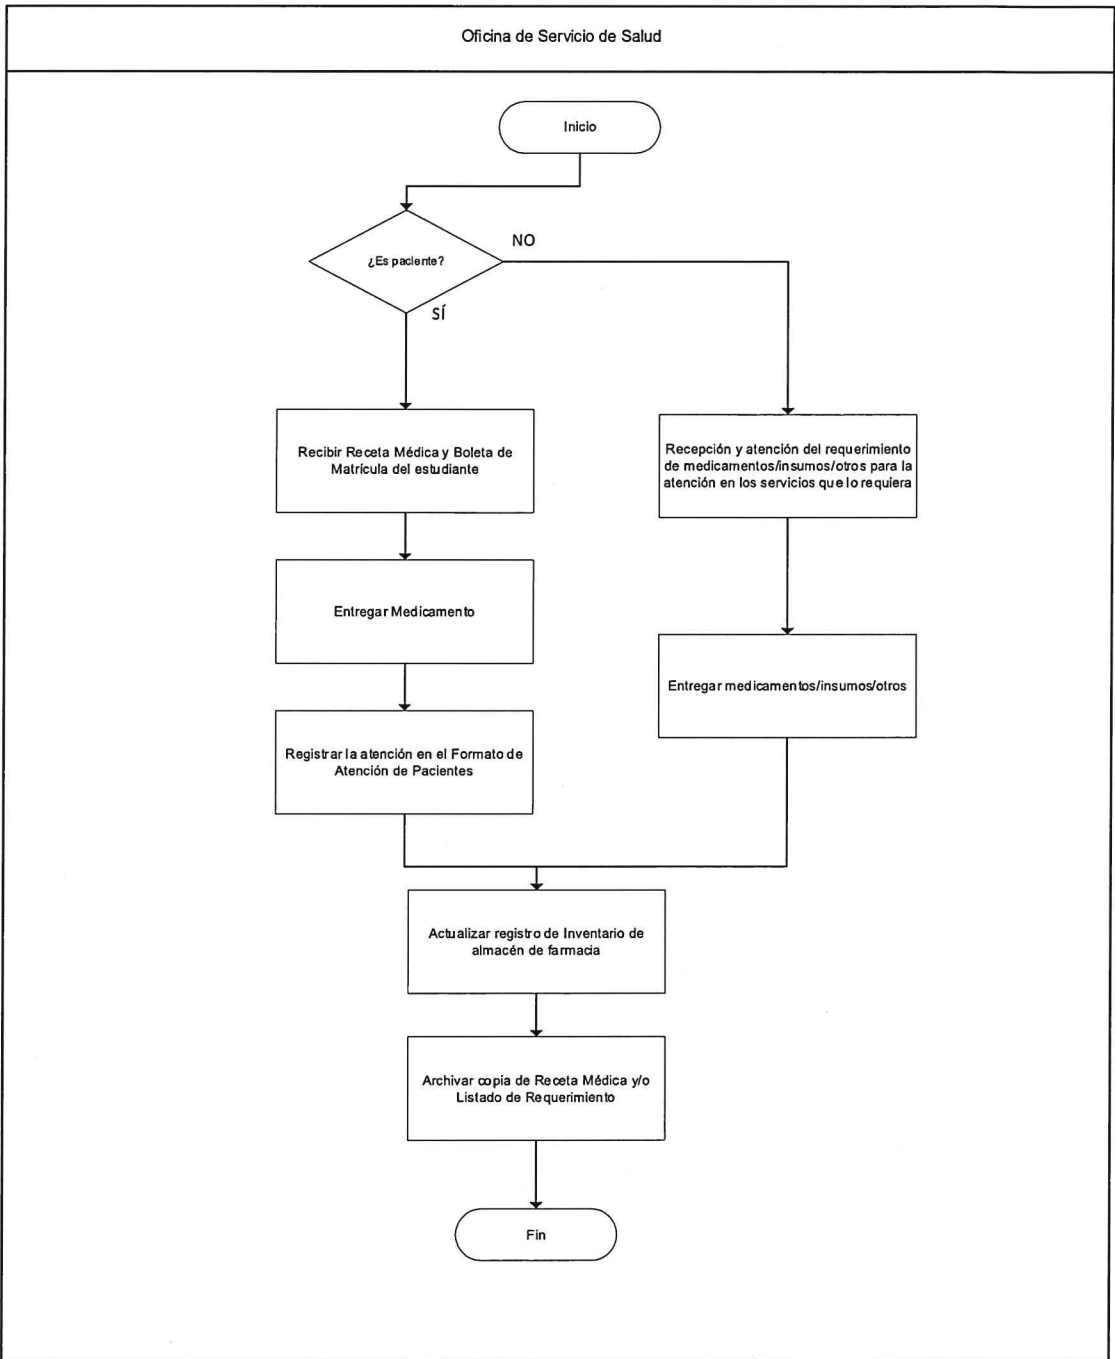 Oficina de Servicio de Salud
Inicio
¿Es paciente?
NO
SÍ
Recibir Receta Médica y Boleta de
Matrícula del estudiante
Recepción y atención del requerimiento
de medicamentos/insumos/otros para la
atención en los servicios que lo requiera
Entregar Medicamento
Entregar medicamentos/insumos/otros
Registrar la atención en el Formato de
Atención de Pacientes
Actualizar registro de Inventario de
almacén de farmacia
Archivar copia de Receta Médica y/o
Listado de Requerimiento
Fin